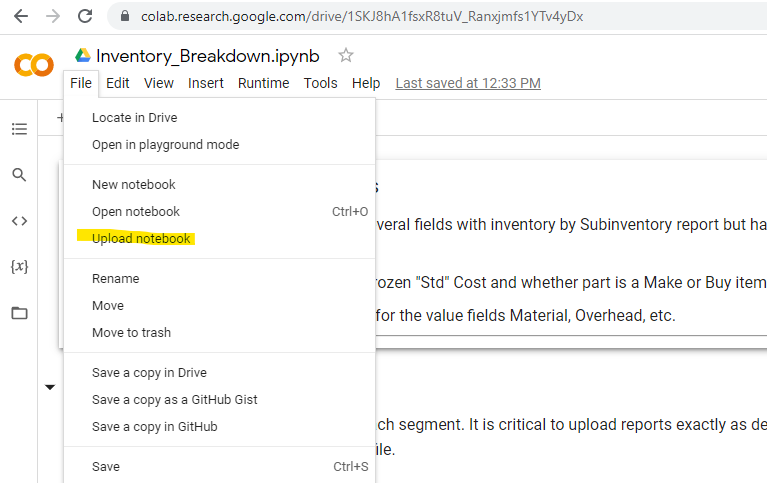 colab.research.google.com/drive/1SKJ8hA1fsxR8tuV_Ranxjmfs1YTv4yDx
CO Inventory_Breakdown.ipynb
File Edit View Insert Runtime Tools Help Last saved at 12:33 PM
+
Locate in Drive
Open in playground mode
New notebook
s
Open notebook Ctrl+O
everal fields with inventory by Subinventory report but ha
Upload notebook
<>
{x}
Rename
rozen "Std" Cost and whether part is a Make or Buy item
Move
for the value fields Material, Overhead, etc.
Move to trash
Save a copy in Drive
Save a copy as a GitHub Gist
Save a copy in GitHub
ch segment. It is critical to upload reports exactly as de
file.
Save Ctrl+S